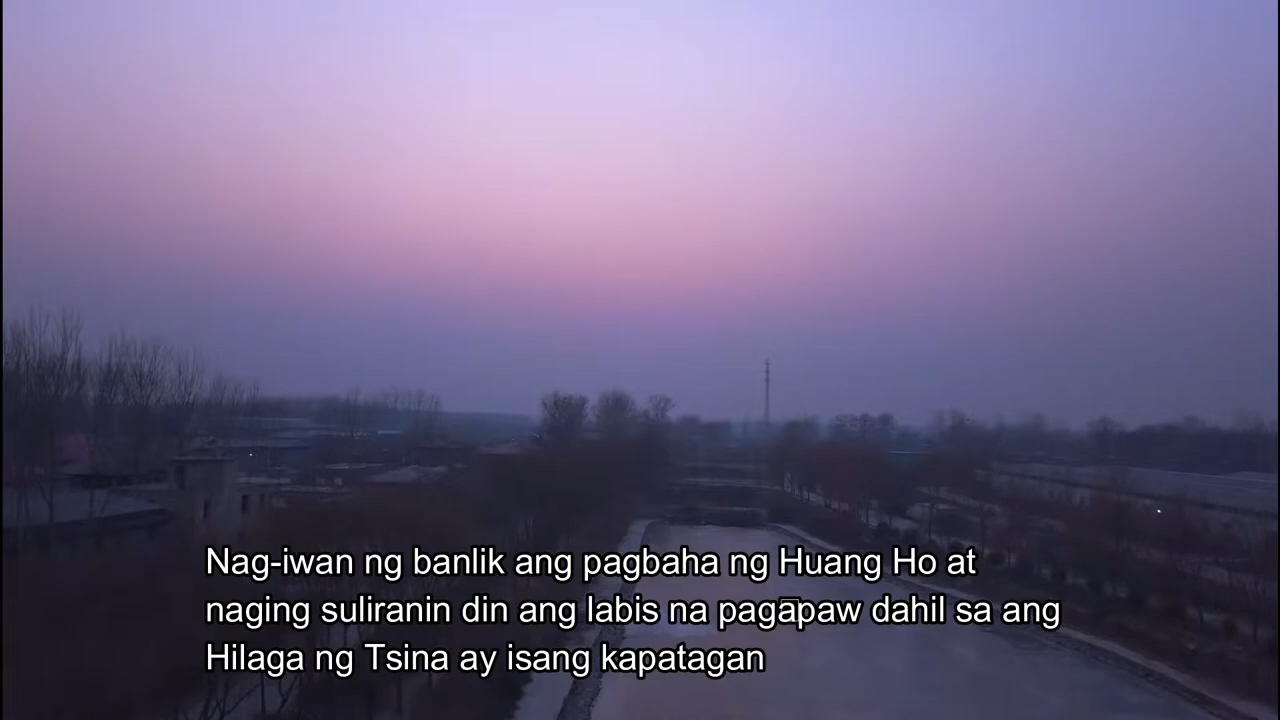 Nag-iwan ng banlik ang pagbaha ng Huang Ho at
naging suliranin din ang labis na pagapaw dahil sa ang
Hilaga ng Tsina ay isang kapatagan